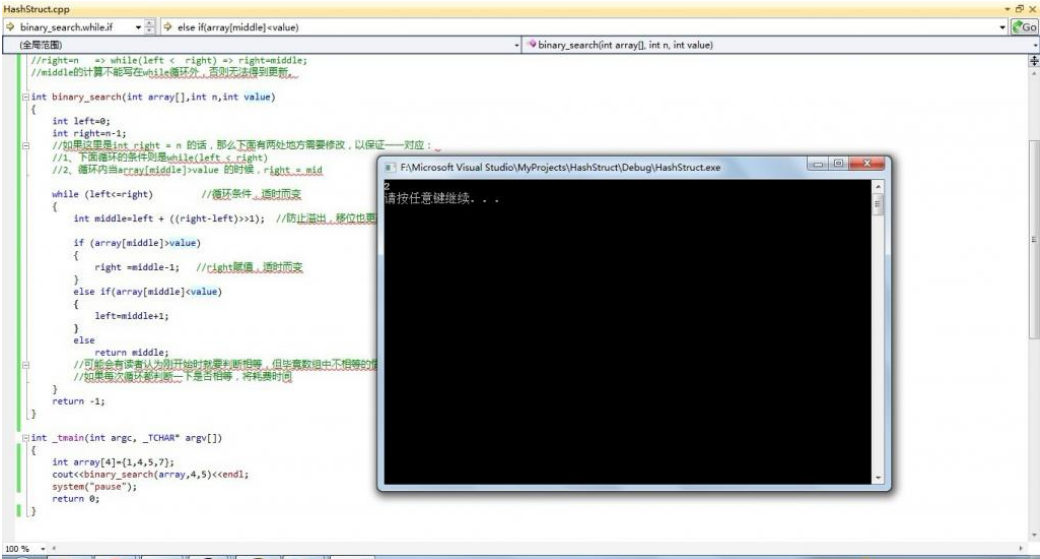 HashStruct.cpp
binary_search.while.if
else if(array[middle]<value)
Go
(全局范围)
binary_search(int array[], int n, int value)
//right=n => while(left < right) => right=middle;
//middle的计算不能写在while循环外，否则无法得到更新。
int binary_search(int array[],int n,int value)
{
int left=0;
int right=n-1;
//如果这里是int right = n 的话，那么下面有两处地方需要修改，以保证一一对应：
//1、下面循环的条件则是while(left < right)
//2、循环内当array[middle]>value 的时候，right = mid
while (left<=right) //循环条件，适时而变
{
int middle=left + ((right-left)>>1); //防止溢出，移位也更
if (array[middle]>value)
{
right =middle-1; //right赋值，适时而变
}
else if(array[middle]<value)
{
left=middle+1;
}
else
return middle;
//可能会有读者认为刚开始时就要判断相等，但毕竟数组中不相等的
//如果每次循环都判断一下是否相等，将耗费时间
}
return -1;
}
int _tmain(int argc, _TCHAR* argv[])
{
int array[4]={1,4,5,7};
cout<<binary_search(array,4,5)<<endl;
system("pause");
return 0;
}
100 %
F:\Microsoft Visual Studio\MyProjects\HashStruct\Debug\HashStruct.exe
2
请按任意键继续. . .